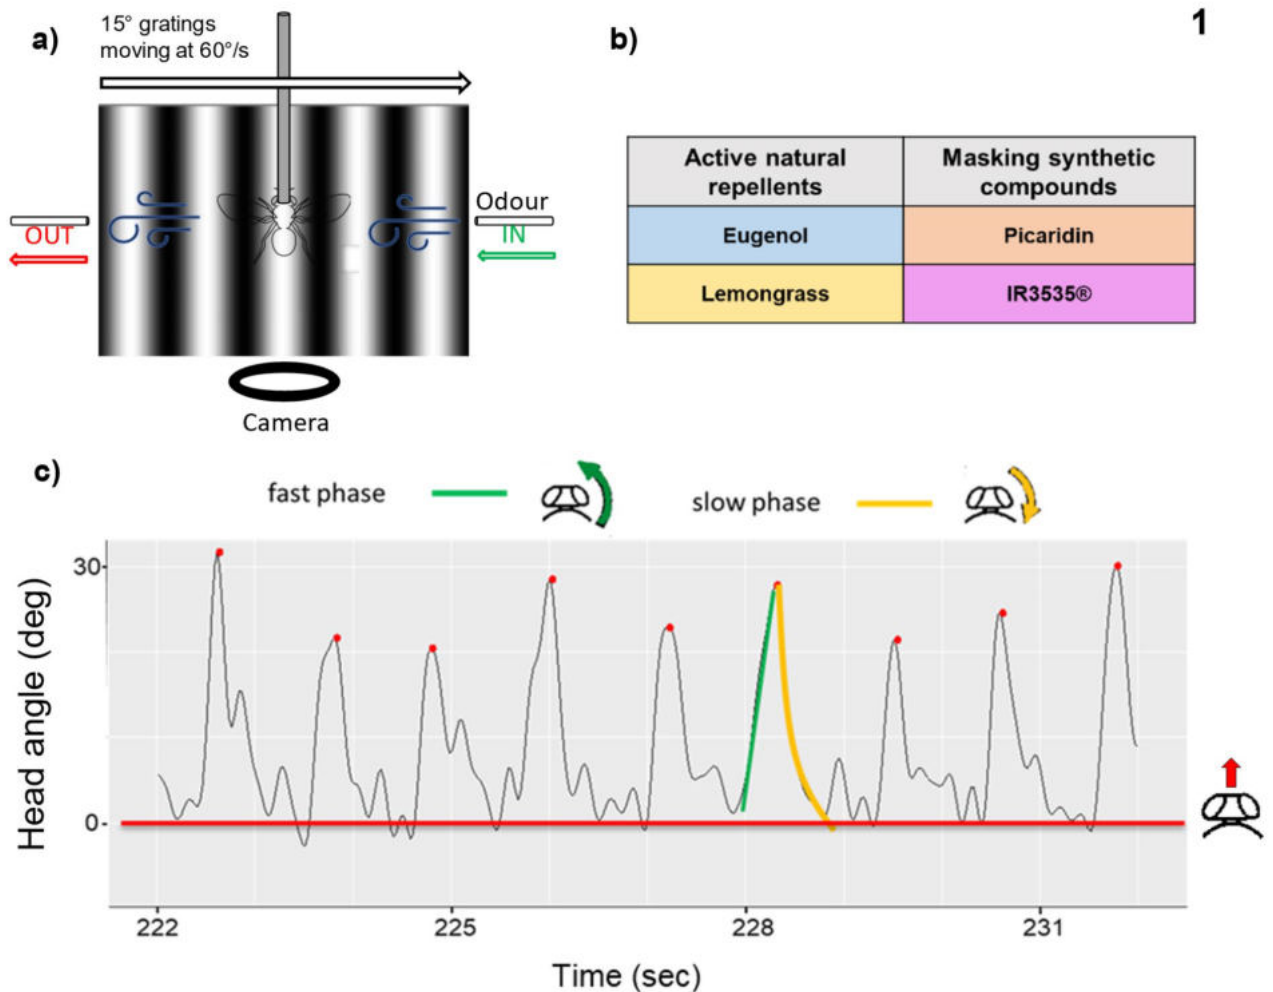 1
a)
15° gratings
moving at 60°/s
OUT
Odour
IN
Camera
b)
Active natural
repellents
Masking synthetic
compounds
Eugenol
Picaridin
Lemongrass
IR3535®
c)
fast phase
slow phase
Head angle (deg)
30
0
222
225
228
231
Time (sec)